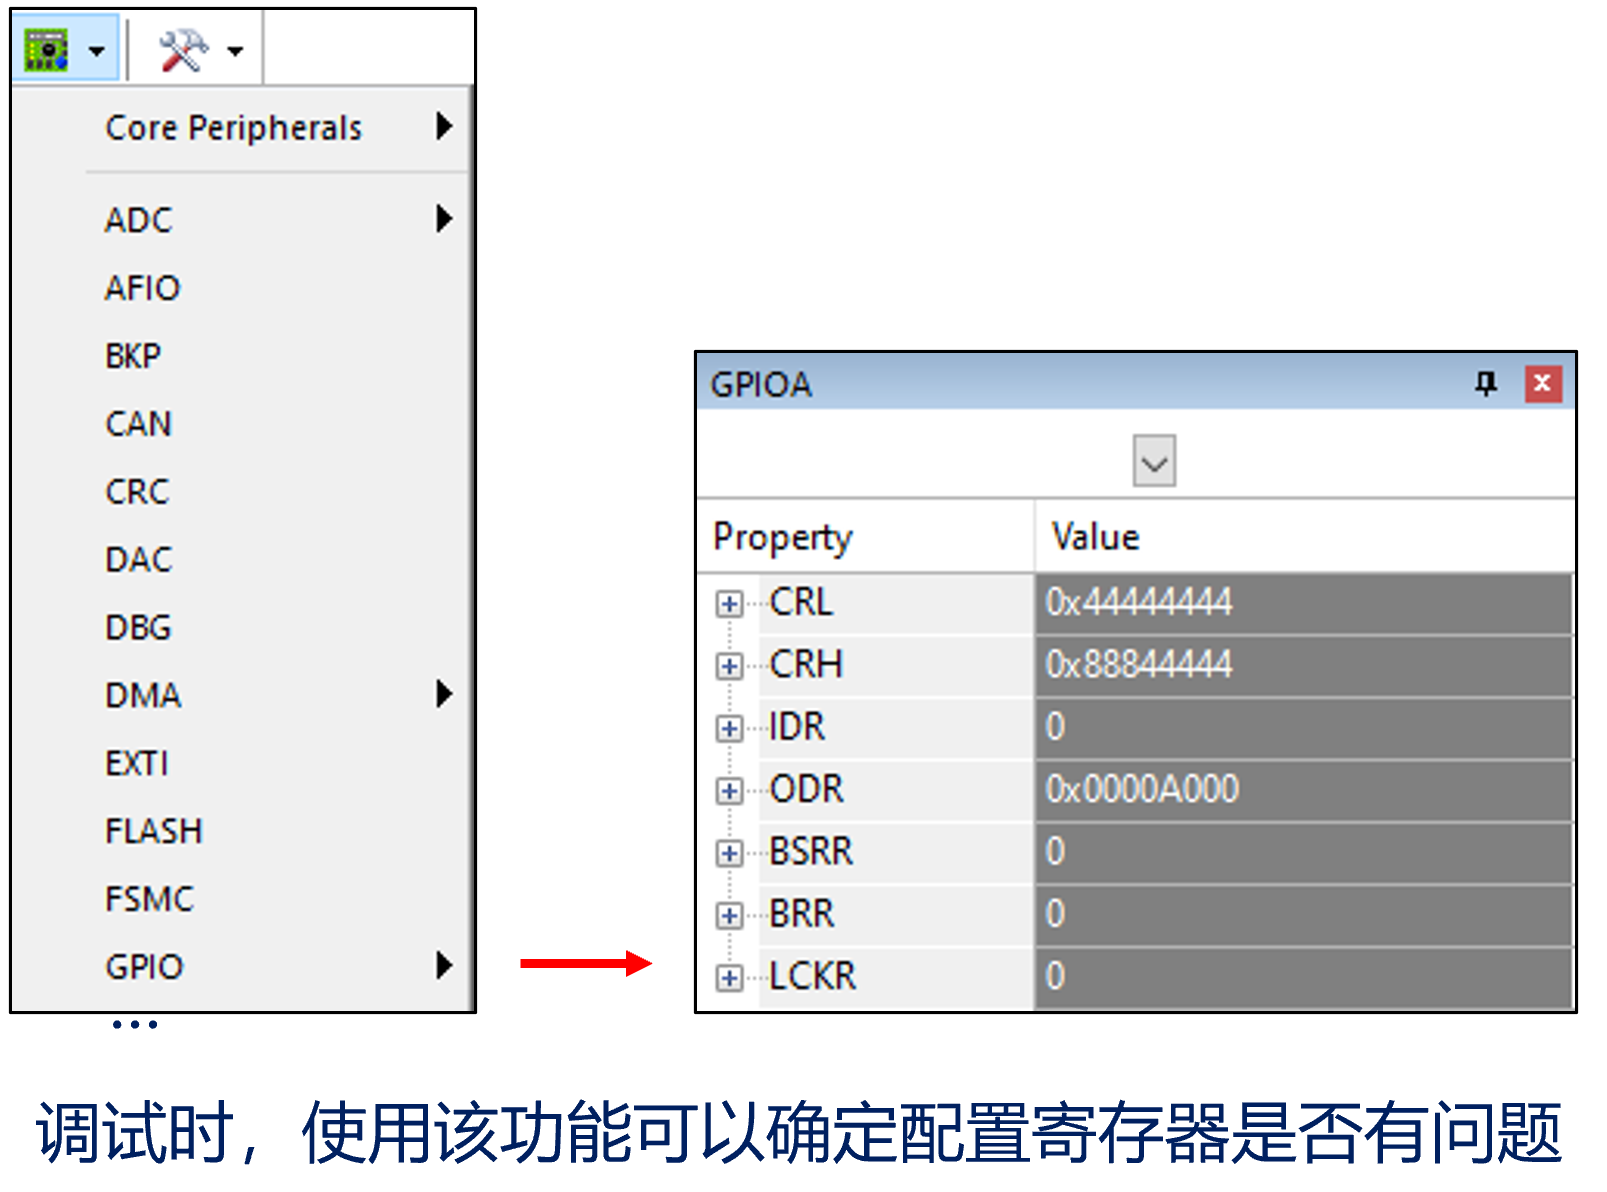 Core Peripherals
ADC
AFIO
BKP
CAN
CRC
DAC
DBG
DMA
EXTI
FLASH
FSMC
GPIO
...
GPIOA
Property Value
CRL 0x44444444
CRH 0x88844444
IDR 0
ODR 0x0000A000
BSRR 0
BRR 0
LCKR 0
调试时，使用该功能可以确定配置寄存器是否有问题